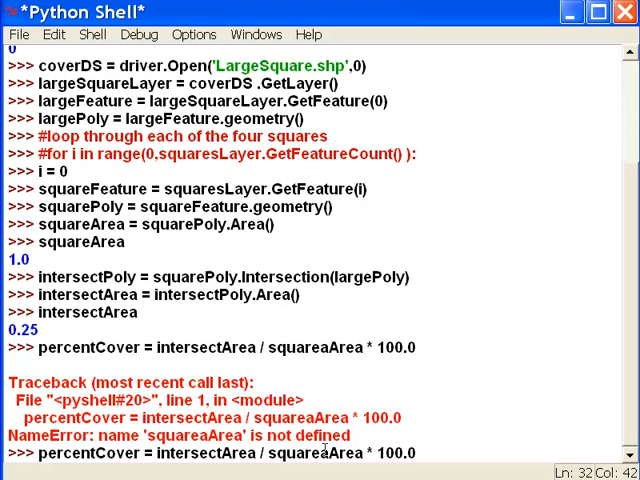 *Python Shell*
File Edit Shell Debug Options Windows Help
0
>>> coverDS = driver.Open('LargeSquare.shp',0)
>>> largeSquareLayer = coverDS .GetLayer()
>>> largeFeature = largeSquareLayer.GetFeature(0)
>>> largePoly = largeFeature.geometry()
>>> #loop through each of the four squares
>>> #for i in range(0,squaresLayer.GetFeatureCount() ):
>>> i = 0
>>> squareFeature = squaresLayer.GetFeature(i)
>>> squarePoly = squareFeature.geometry()
>>> squareArea = squarePoly.Area()
>>> squareArea
1.0
>>> intersectPoly = squarePoly.Intersection(largePoly)
>>> intersectArea = intersectPoly.Area()
>>> intersectArea
0.25
>>> percentCover = intersectArea / squareaArea * 100.0
Traceback (most recent call last):
File "<pyshell#20>", line 1, in <module>
percentCover = intersectArea / squareaArea * 100.0
NameError: name 'squareaArea' is not defined
>>> percentCover = intersectArea / squareaArea * 100.0
Ln: 32 Col: 42